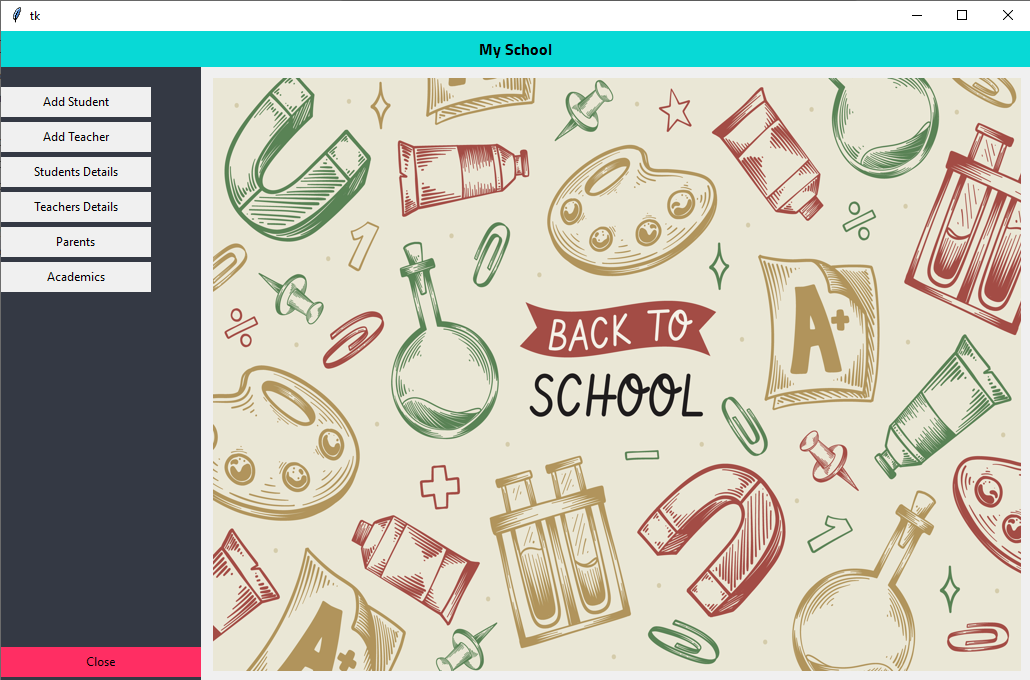 tk
My School
Add Student
Add Teacher
Students Details
Teachers Details
Parents
Academics
Close
1
A+
BACK TO
SCHOOL
1
A+